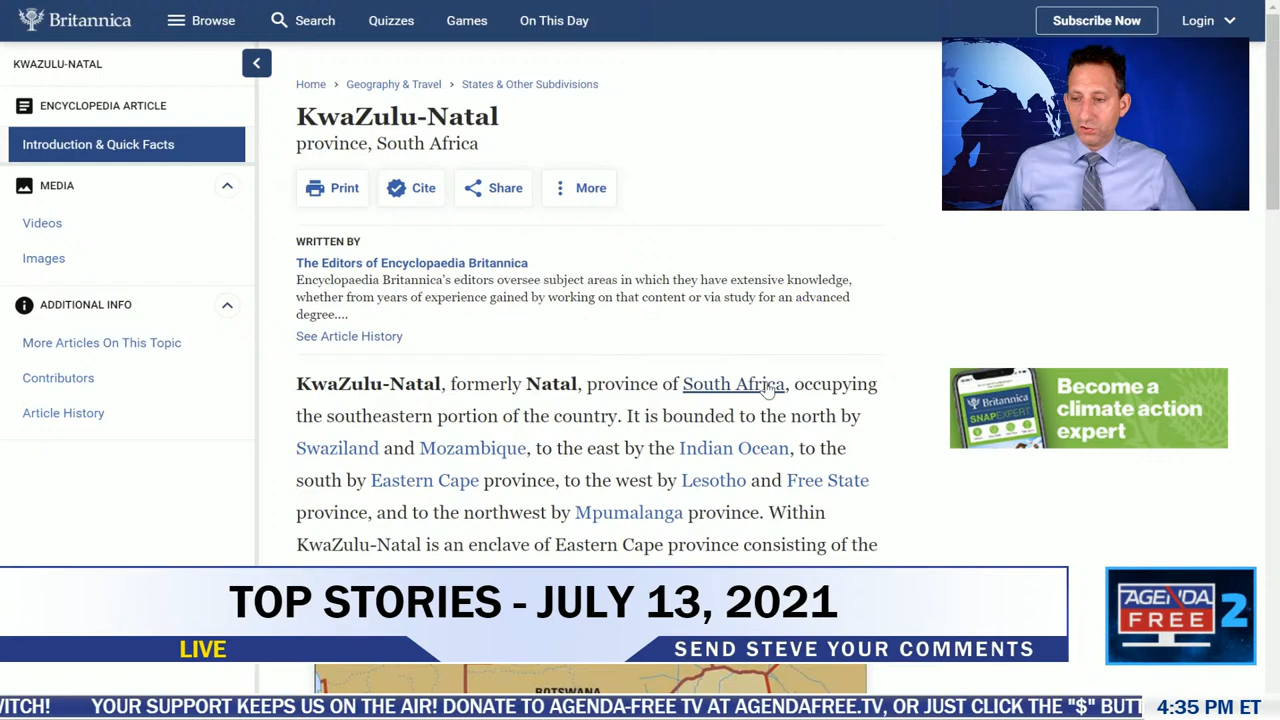 Britannica
Browse
Search
Quizzes
Games
On This Day
Subscribe Now
Login
KWAZULU-NATAL
ENCYCLOPEDIA ARTICLE
Introduction & Quick Facts
MEDIA
Videos
Images
ADDITIONAL INFO
More Articles On This Topic
Contributors
Article History
Home > Geography & Travel > States & Other Subdivisions
KwaZulu-Natal
province, South Africa
Print
Cite
Share
More
WRITTEN BY
The Editors of Encyclopaedia Britannica
Encyclopaedia Britannica's editors oversee subject areas in which they have extensive knowledge,
whether from years of experience gained by working on that content or via study for an advanced
degree....
See Article History
KwaZulu-Natal, formerly Natal, province of South Africa, occupying
the southeastern portion of the country. It is bounded to the north by
Swaziland and Mozambique, to the east by the Indian Ocean, to the
south by Eastern Cape province, to the west by Lesotho and Free State
province, and to the northwest by Mpumalanga province. Within
KwaZulu-Natal is an enclave of Eastern Cape province consisting of the
Britannica
SNAPEXPERT
Become a
climate action
expert
TOP STORIES - JULY 13, 2021
LIVE
SEND STEVE YOUR COMMENTS
AGENDA
FREE
2
BOTSWANA
WITCH! YOUR SUPPORT KEEPS US ON THE AIR! DONATE TO AGENDA-FREE TV AT AGENDAFREE.TV, OR JUST CLICK THE "$" BUTT
4:35 PM ET